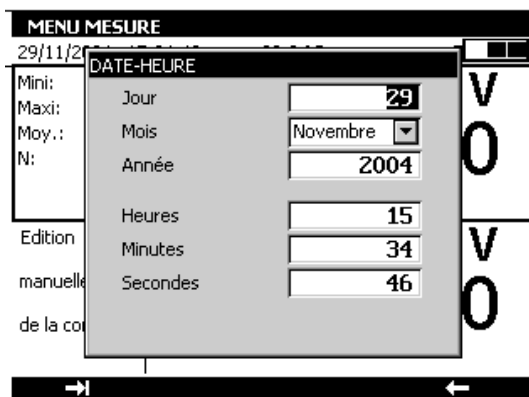 MENU MESURE
29/11/2
DATE-HEURE
Mini:
Maxi:
Moy.:
N:
Jour 29
Mois Novembre
Année 2004
Heures 15
Minutes 34
Secondes 46
V
0
Edition
manuelle
de la co
V
0